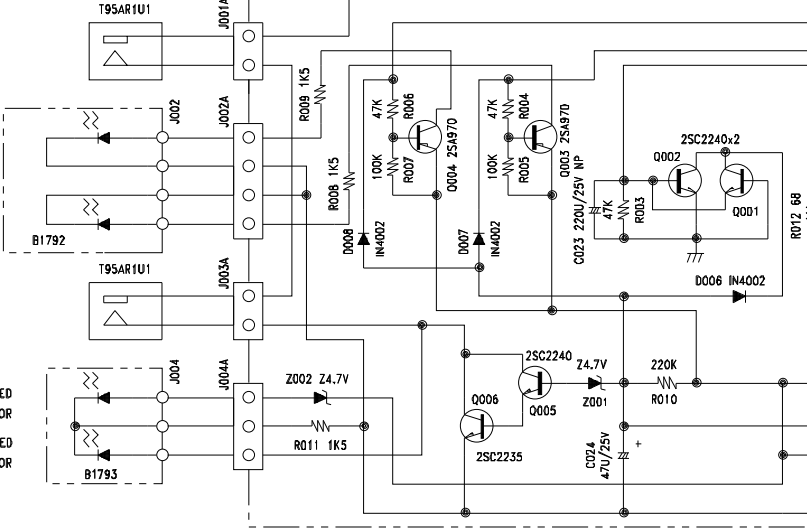 T95AR1U1
J001A
J002
J002A
R009 1K5
47K
R006
100K
R007
Q004 2SA970
47K
R004
100K
R005
Q003 2SA970
2SC2240x2
Q002
Q001
C023 220U/25V NP
47K
R003
R012 68
R008 1K5
B1792
D008
IN4002
D007
IN4002
T95AR1U1
J003A
D006 IN4002
J004
J004A
Z002 Z4.7V
2SC2240
Z4.7V
220K
Q006
Q005
Z001
R010
ED
OR
ED
OR
R011 1K5
2SC2235
C024
47U/25V
+
B1793